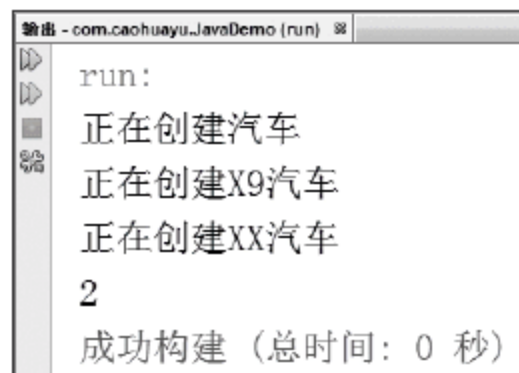 输出 - com.caohuayu.JavaDemo (run)
run:
正在创建汽车
正在创建X9汽车
正在创建XX汽车
2
成功构建 (总时间: 0 秒)